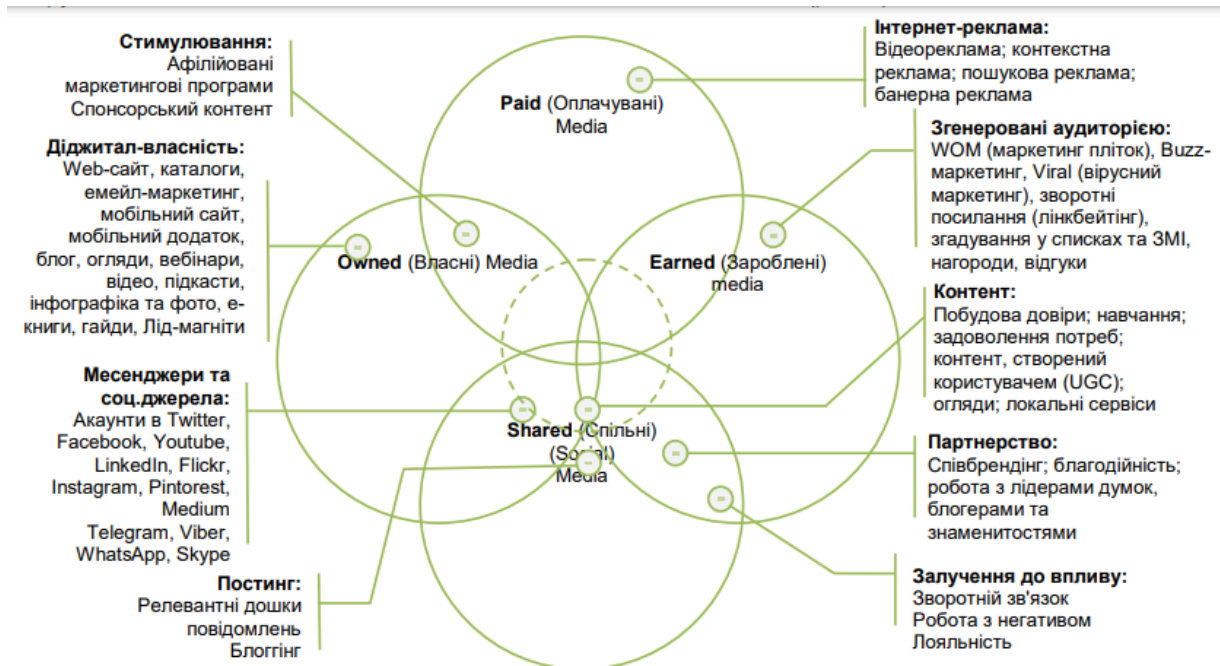 Стимулювання:
Афілійовані
маркетингові програми
Спонсорський контент
Діджитал-власність:
Web-сайт, каталоги,
емейл-маркетинг,
мобільний сайт,
мобільний додаток,
блог, огляди, вебінари,
відео, підкасти,
інфографіка та фото, е-
книги, гайди, Лід-магніти
Месенджери та
соц.джерела:
Акаунти в Twitter,
Facebook, Youtube,
LinkedIn, Flickr,
Instagram, Pintorest,
Medium
Telegram, Viber,
WhatsApp, Skype
Постинг:
Релевантні дошки
повідомлень
Блоггінг
Paid (Оплачувані)
Media
Owned (Власні) Media
Earned (Зароблені)
media
Shared (Спільні)
(Social)
Media
Інтернет-реклама:
Відеореклама; контекстна
реклама; пошукова реклама;
банерна реклама
Згенеровані аудиторією:
WOM (маркетинг пліток), Buzz-
маркетинг, Viral (вірусний
маркетинг), зворотні
посилання (лінкбейтінг),
згадування у списках та ЗМІ,
нагороди, відгуки
Контент:
Побудова довіри; навчання;
задоволення потреб;
контент, створений
користувачем (UGC);
огляди; локальні сервіси
Партнерство:
Співбрендінг; благодійність;
робота з лідерами думок,
блогерами та
знаменитостями
Залучення до впливу:
Зворотній зв'язок
Робота з негативом
Лояльність